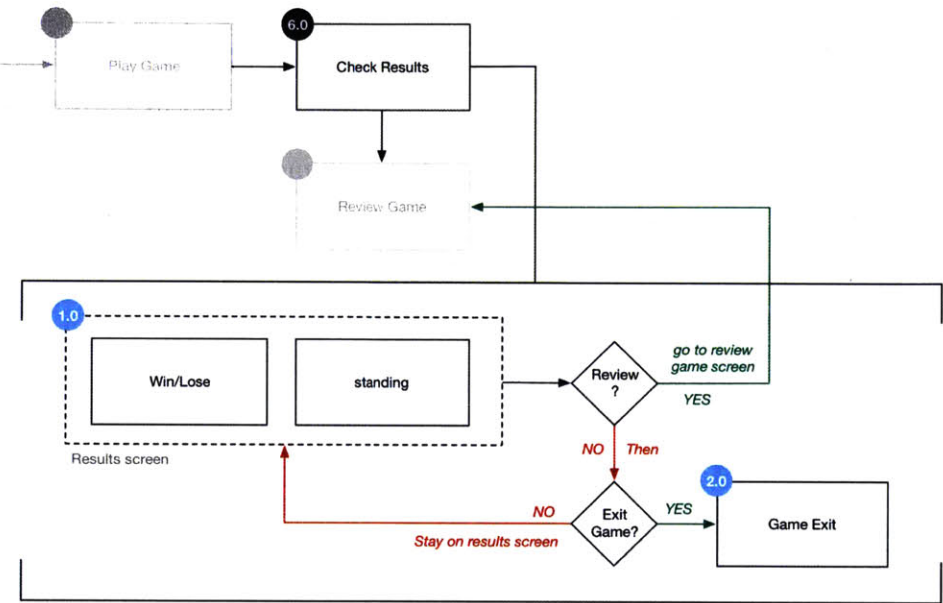 6.0
Play Game
Check Results
Review Game
1.0
Win/Lose
standing
Results screen
Review
?
go to review
game screen
YES
NO Then
2.0
Exit
Game?
YES
NO
Stay on results screen
Game Exit